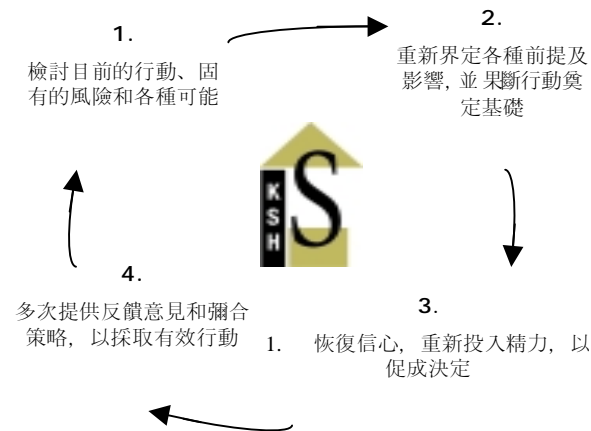 1.
檢討目前的行動、固
有的風險和各種可能
2.
重新界定各種前提及
影響, 並果斷行動奠
定基礎
K
S
H
S
3.
1. 恢復信心, 重新投入精力, 以
促成決定
4.
多次提供反饋意見和彌合
策略, 以採取有效行動